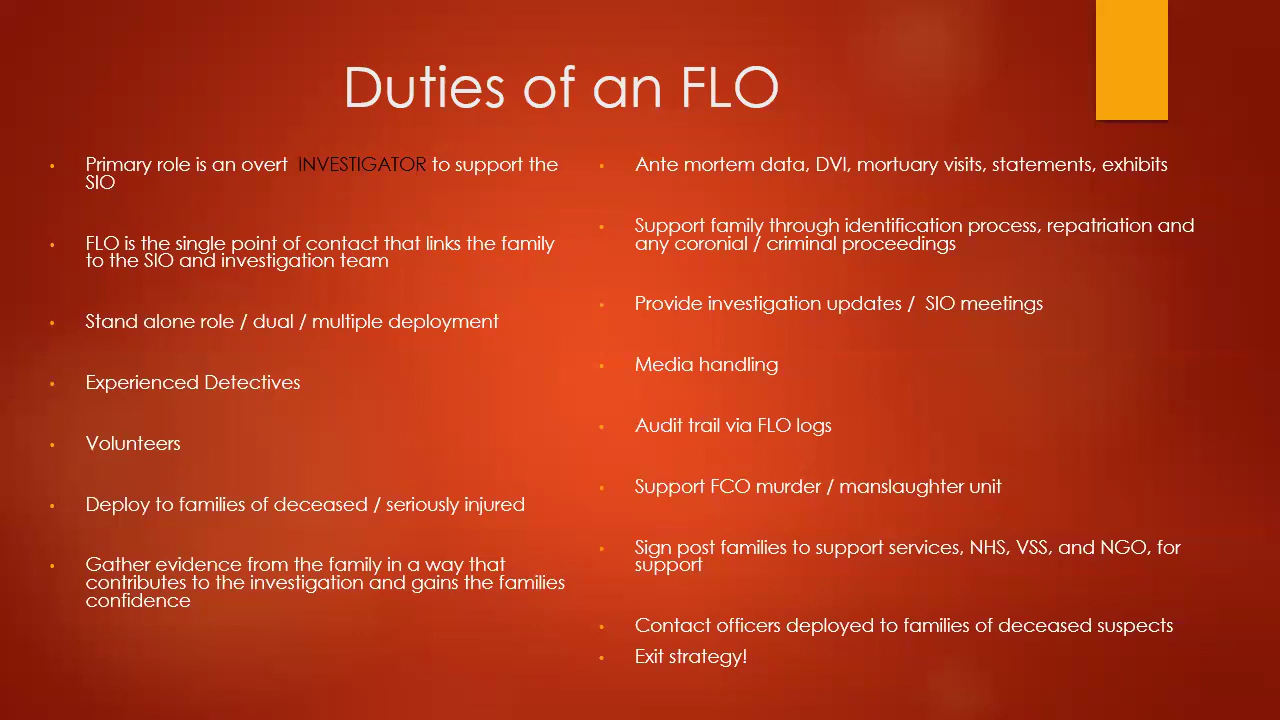 Duties of an FLO
• Primary role is an overt  INVESTIGATOR to support the
SIO
• FLO is the single point of contact that links the family
to the SIO and investigation team
• Stand alone role / dual / multiple deployment
• Experienced Detectives
• Volunteers
• Deploy to families of deceased / seriously injured
• Gather evidence from the family in a way that
contributes to the investigation and gains the families
confidence
• Ante mortem data, DVI, mortuary visits, statements, exhibits
• Support family through identification process, repatriation and
any coronial / criminal proceedings
• Provide investigation updates /  SIO meetings
• Media handling
• Audit trail via FLO logs
• Support FCO murder / manslaughter unit
• Sign post families to support services, NHS, VSS, and NGO, for
support
• Contact officers deployed to families of deceased suspects
• Exit strategy!